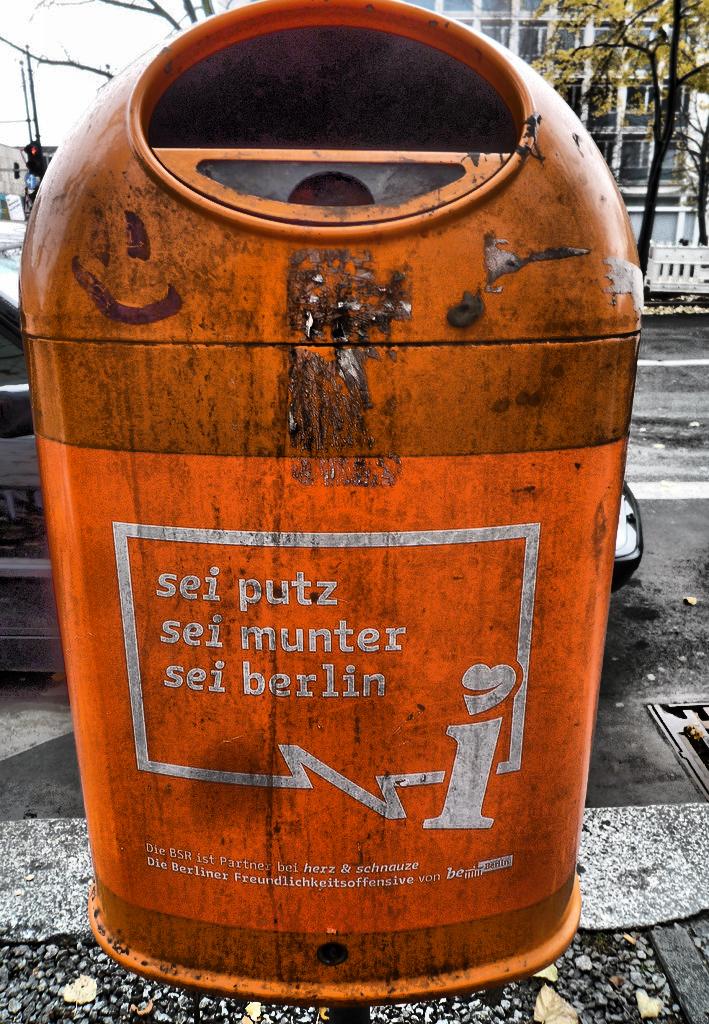 sei putz
sei munter
sei berlin
Die BSR ist Partner bei herz & schnauze
Die Berliner Freundlichkeitsoffensive von be Berlin